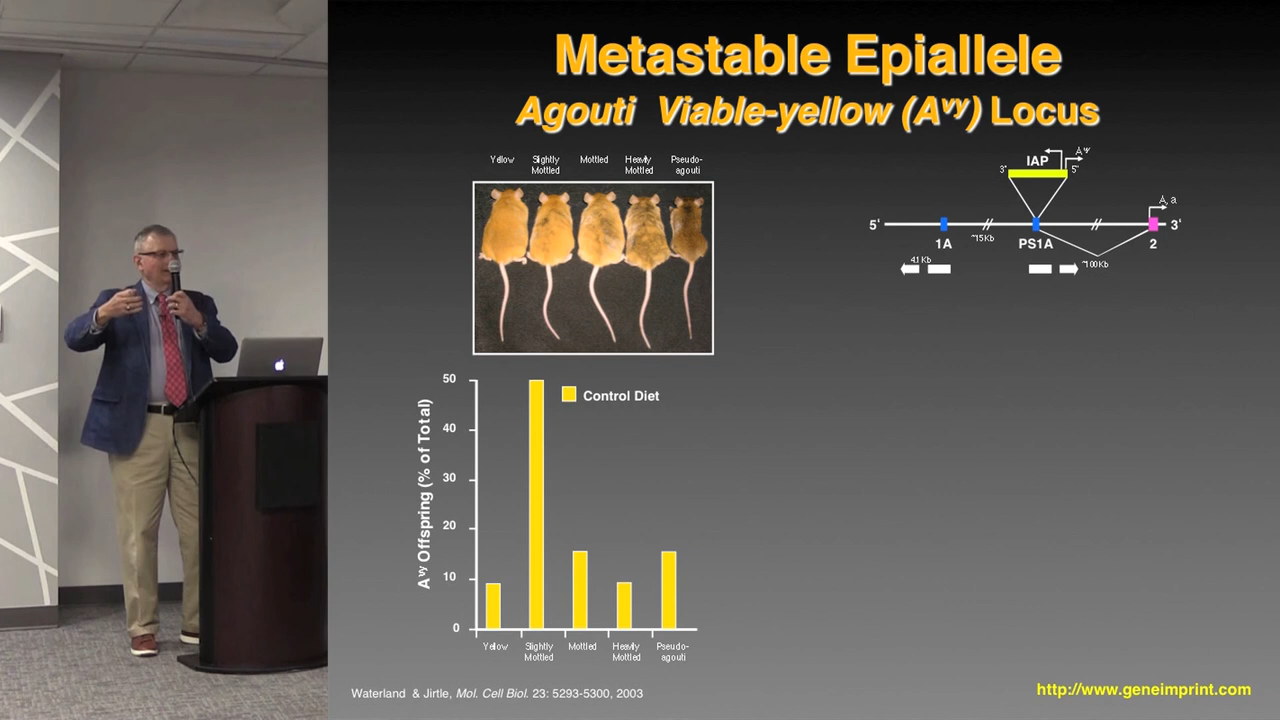 Metastable Epiallele
Agouti Viable-yellow (Aᵛʸ) Locus
Yellow
Slightly
Mottled
Mottled
Heavily
Mottled
Pseudo-
agouti
IAP
Aᵛʸ
3'
5'
A, a
5'
3'
1A
~15Kb
PS1A
2
4.1 Kb
~100Kb
50
40
30
20
10
0
Aᵛʸ Offspring (% of Total)
Control Diet
Yellow
Slightly
Mottled
Mottled
Heavily
Mottled
Pseudo-
agouti
Waterland & Jirtle, Mol. Cell Biol. 23: 5293-5300, 2003
http://www.geneimprint.com